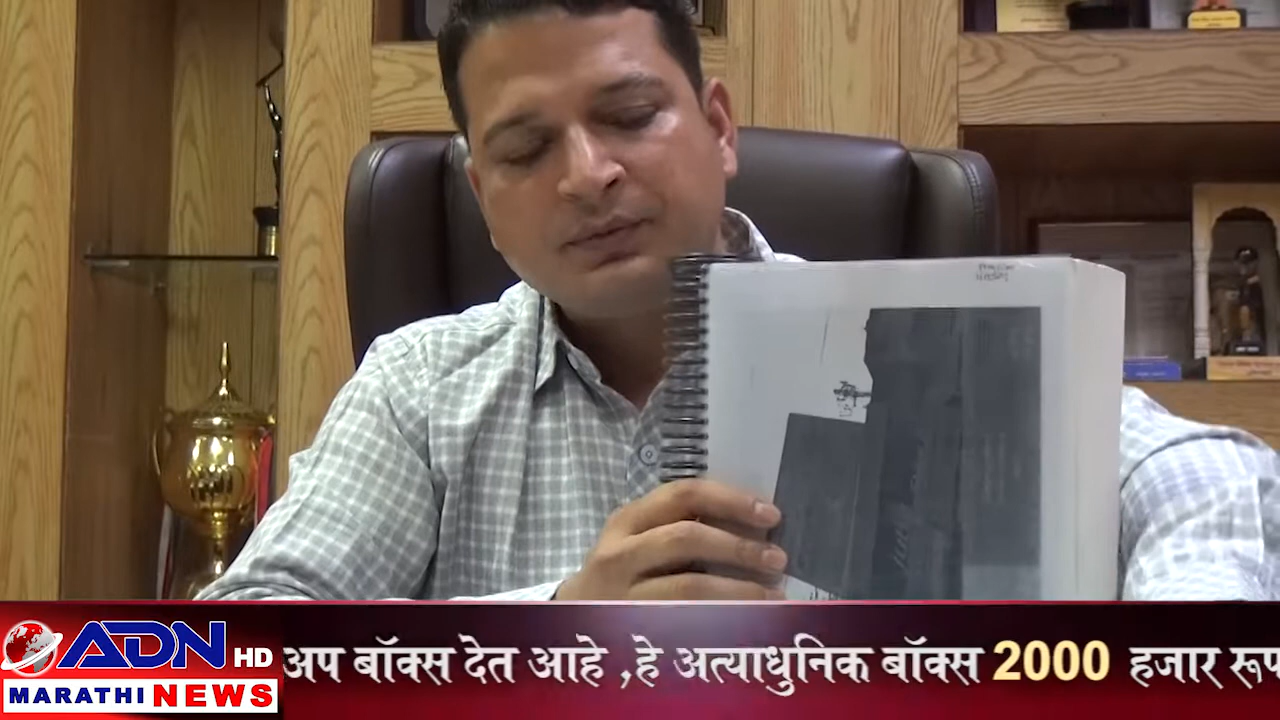 ADN HD
MARATHI NEWS
अप बॉक्स देत आहे ,हे अत्याधुनिक बॉक्स 2000 हजार रूप